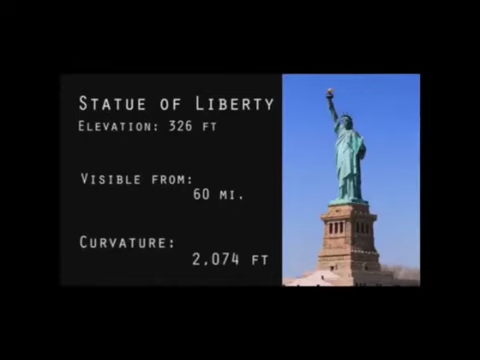 Statue of Liberty
Elevation: 326 ft
Visible from:
60 mi.
Curvature:
2,074 ft